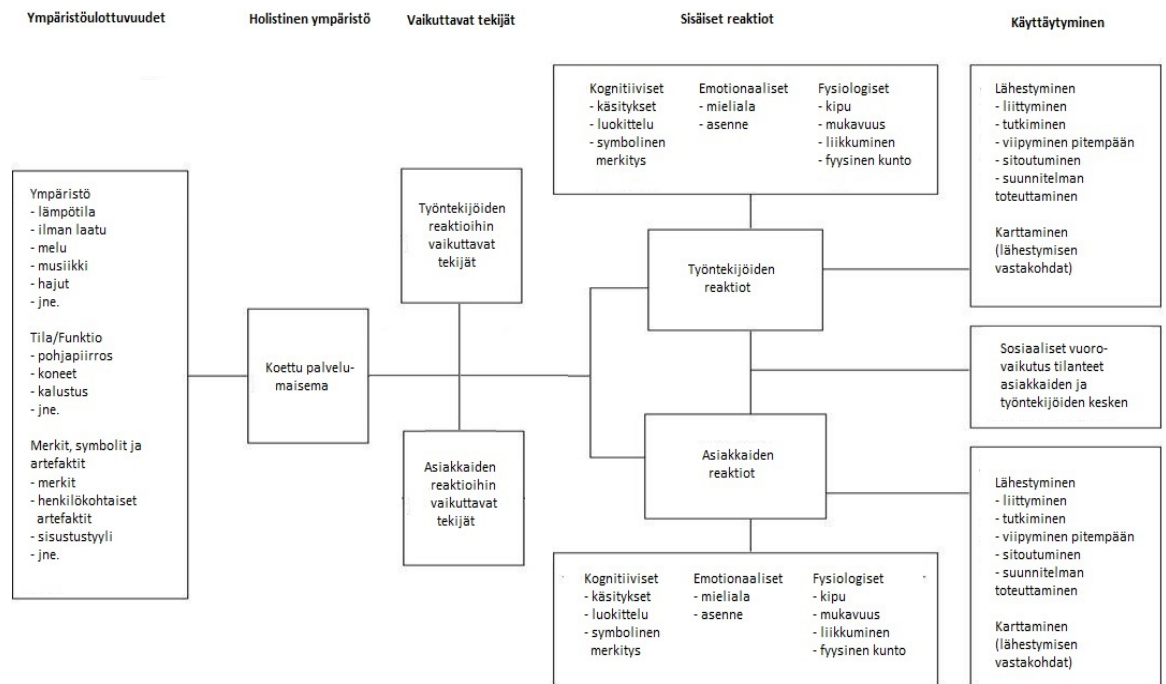 Ympäristöulottuvuudet
Holistinen ympäristö
Vaikuttavat tekijät
Sisäiset reaktiot
Käyttäytyminen
Ympäristö
- lämpötila
- ilman laatu
- melu
- musiikki
- hajut
- jne.
Tila/Funktio
- pohjapiirros
- koneet
- kalustus
- jne.
Merkit, symbolit ja
artefaktit
- merkit
- henkilökohtaiset
artefaktit
- sisustustyyli
- jne.
Koettu palvelu-
maisema
Työntekijöiden
reaktioihin
vaikuttavat
tekijät
Asiakkaiden
reaktioihin
vaikuttavat
tekijät
Kognitiiviset
- käsitykset
- luokittelu
- symbolinen
merkitys
Emotionaaliset
- mieliala
- asenne
Fysiologiset
- kipu
- mukavuus
- liikkuminen
- fyysinen kunto
Työntekijöiden
reaktiot
Asiakkaiden
reaktiot
Kognitiiviset
- käsitykset
- luokittelu
- symbolinen
merkitys
Emotionaaliset
- mieliala
- asenne
Fysiologiset
- kipu
- mukavuus
- liikkuminen
- fyysinen kunto
Lähestyminen
- liittyminen
- tutkiminen
- viipyminen pitempään
- sitoutuminen
- suunnitelman
toteuttaminen
Karttaminen
(lähestymisen
vastakohdat)
Sosiaaliset vuoro-
vaikutus tilanteet
asiakkaiden ja
työntekijöiden kesken
Lähestyminen
- liittyminen
- tutkiminen
- viipyminen pitempään
- sitoutuminen
- suunnitelman
toteuttaminen
Karttaminen
(lähestymisen
vastakohdat)